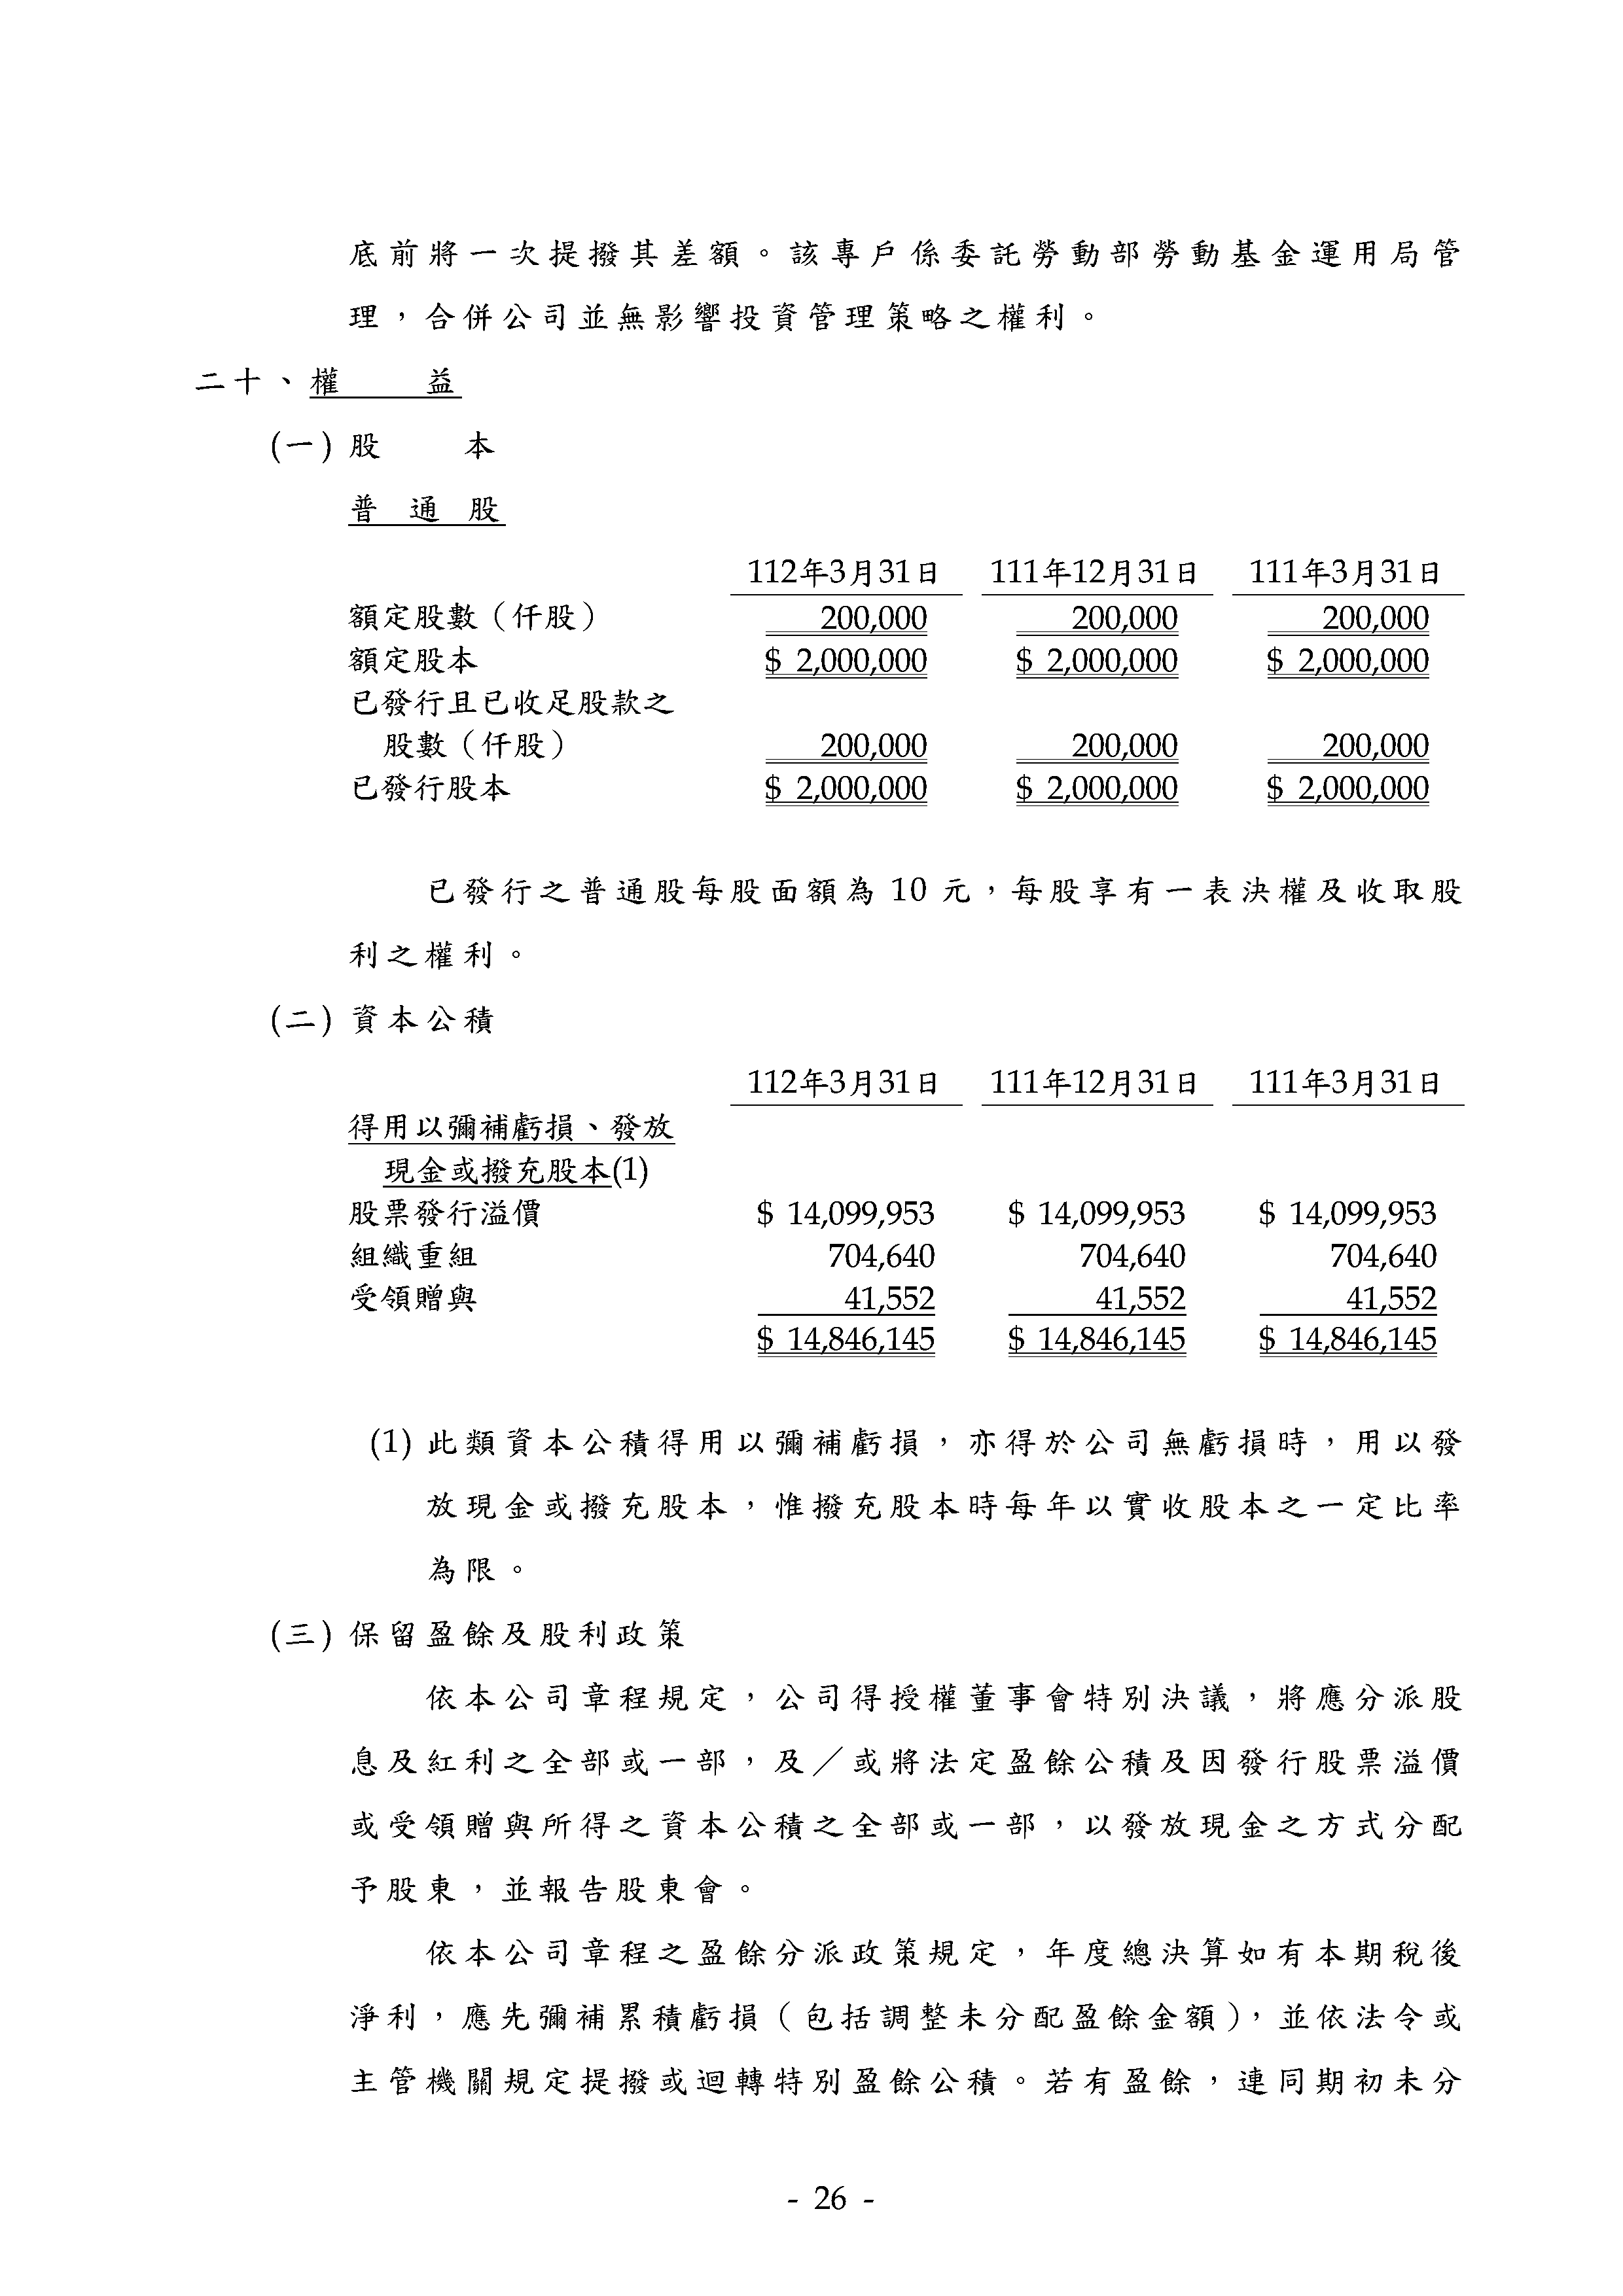 底前將一次提撥其差額。該專戶係委託勞動部勞動基金運用局管
理，合併公司並無影響投資管理策略之權利。
二十、權　　益
(一) 股　　本
普通股
112年3月31日 111年12月31日 111年3月31日
額定股數（仟股） 200,000 200,000 200,000
額定股本 $ 2,000,000 $ 2,000,000 $ 2,000,000
已發行且已收足股款之
股數（仟股） 200,000 200,000 200,000
已發行股本 $ 2,000,000 $ 2,000,000 $ 2,000,000
已發行之普通股每股面額為 10 元，每股享有一表決權及收取股
利之權利。
(二) 資本公積
112年3月31日 111年12月31日 111年3月31日
得用以彌補虧損、發放
現金或撥充股本(1)
股票發行溢價 $ 14,099,953 $ 14,099,953 $ 14,099,953
組織重組 704,640 704,640 704,640
受領贈與 41,552 41,552 41,552
$ 14,846,145 $ 14,846,145 $ 14,846,145
(1) 此類資本公積得用以彌補虧損，亦得於公司無虧損時，用以發
放現金或撥充股本，惟撥充股本時每年以實收股本之一定比率
為限。
(三) 保留盈餘及股利政策
依本公司章程規定，公司得授權董事會特別決議，將應分派股
息及紅利之全部或一部，及／或將法定盈餘公積及因發行股票溢價
或受領贈與所得之資本公積之全部或一部，以發放現金之方式分配
予股東，並報告股東會。
依本公司章程之盈餘分派政策規定，年度總決算如有本期稅後
淨利，應先彌補累積虧損（包括調整未分配盈餘金額），並依法令或
主管機關規定提撥或迴轉特別盈餘公積。若有盈餘，連同期初未分
- 26 -